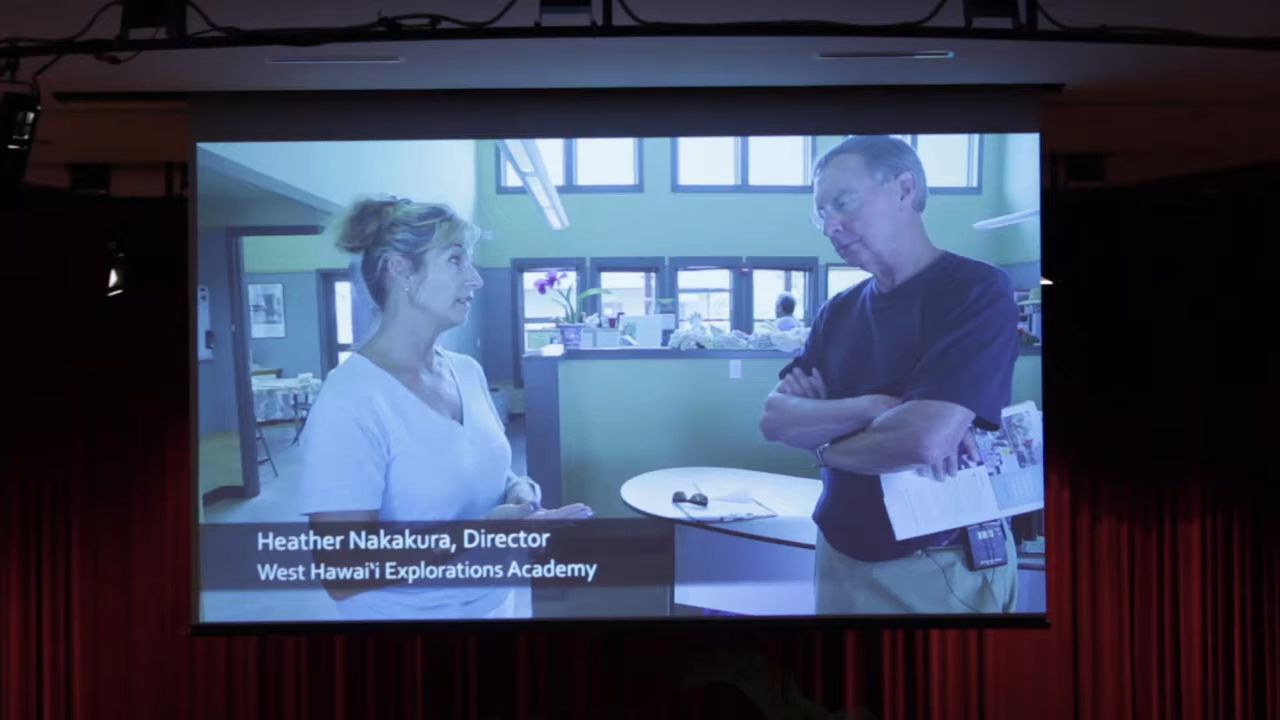 Heather Nakakura, Director
West Hawai‘i Explorations Academy